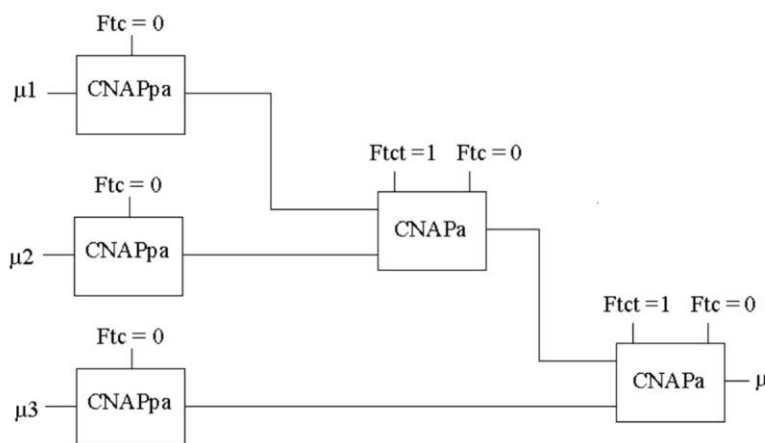 Ftc = 0
μ1
CNAPpa
Ftct =1 Ftc = 0
Ftc = 0
CNAPa
μ2
CNAPpa
Ftct =1 Ftc = 0
Ftc = 0
CNAPa
μ
μ3
CNAPpa